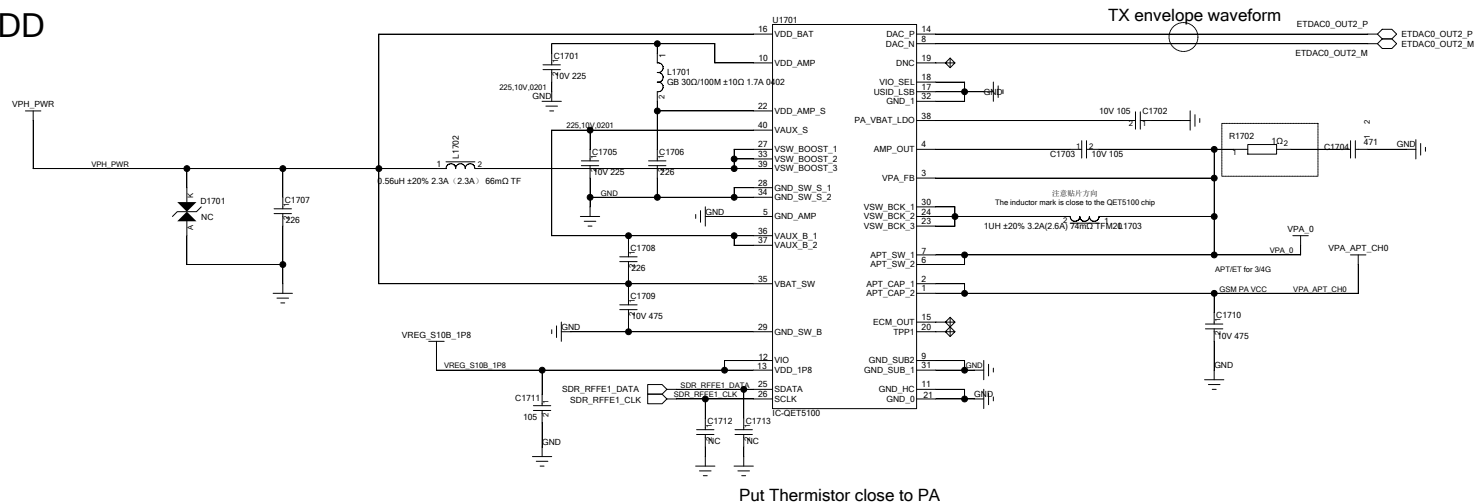 DD
TX envelope waveform
U1701
16 VDD_BAT
DAC_P 14
DAC_N 8
ETDAC0_OUT2_P
ETDAC0_OUT2_P
ETDAC0_OUT2_M
ETDAC0_OUT2_M
C1701
10V 225
225,10V,0201
GND
L1701
GB 30Ω/100M ±10Ω 1.7A 0402
1
2
10 VDD_AMP
DNC 19
VIO_SEL 18
USID_LSB 17
GND_1 32
GND
22 VDD_AMP_S
PA_VBAT_LDO 38
10V 105
C1702
VPH_PWR
VPH_PWR
225,10V,0201
40 VAUX_S
27 VSW_BOOST_1
33 VSW_BOOST_2
39 VSW_BOOST_3
AMP_OUT 4
C1703
10V 105
R1702
1Ω
1
2
C1704
471
GND
L1702
1
2
0.56uH ±20% 2.3A（2.3A） 66mΩ TF
C1705
10V 225
C1706
226
VPA_FB 3
GND
28 GND_SW_S_1
34 GND_SW_S_2
注意贴片方向
The inductor mark is close to the QET5100 chip
D1701
NC
K
A
C1707
226
GND
5 GND_AMP
VSW_BCK_1 30
VSW_BCK_2 24
VSW_BCK_3 23
1UH ±20% 3.2A(2.6A) 74mΩ TFM20
L1703
36 VAUX_B_1
37 VAUX_B_2
C1708
226
APT_SW_1 7
APT_SW_2 6
VPA_0
VPA_0
VPA_APT_CH0
APT/ET for 3/4G
35 VBAT_SW
APT_CAP_1 2
APT_CAP_2 1
GSM PA VCC
VPA_APT_CH0
C1709
10V 475
C1710
10V 475
GND
GND
29 GND_SW_B
ECM_OUT 15
TPP1 20
VREG_S10B_1P8
VREG_S10B_1P8
12 VIO
13 VDD_1P8
GND_SUB2 9
GND_SUB_1 31
GND
SDR_RFFE1_DATA
SDR_RFFE1_DATA
25 SDATA
SDR_RFFE1_CLK
SDR_RFFE1_CLK
26 SCLK
GND_HC 11
GND_0 21
GND
C1711
105
GND
IC-QET5100
C1712
NC
C1713
NC
Put Thermistor close to PA